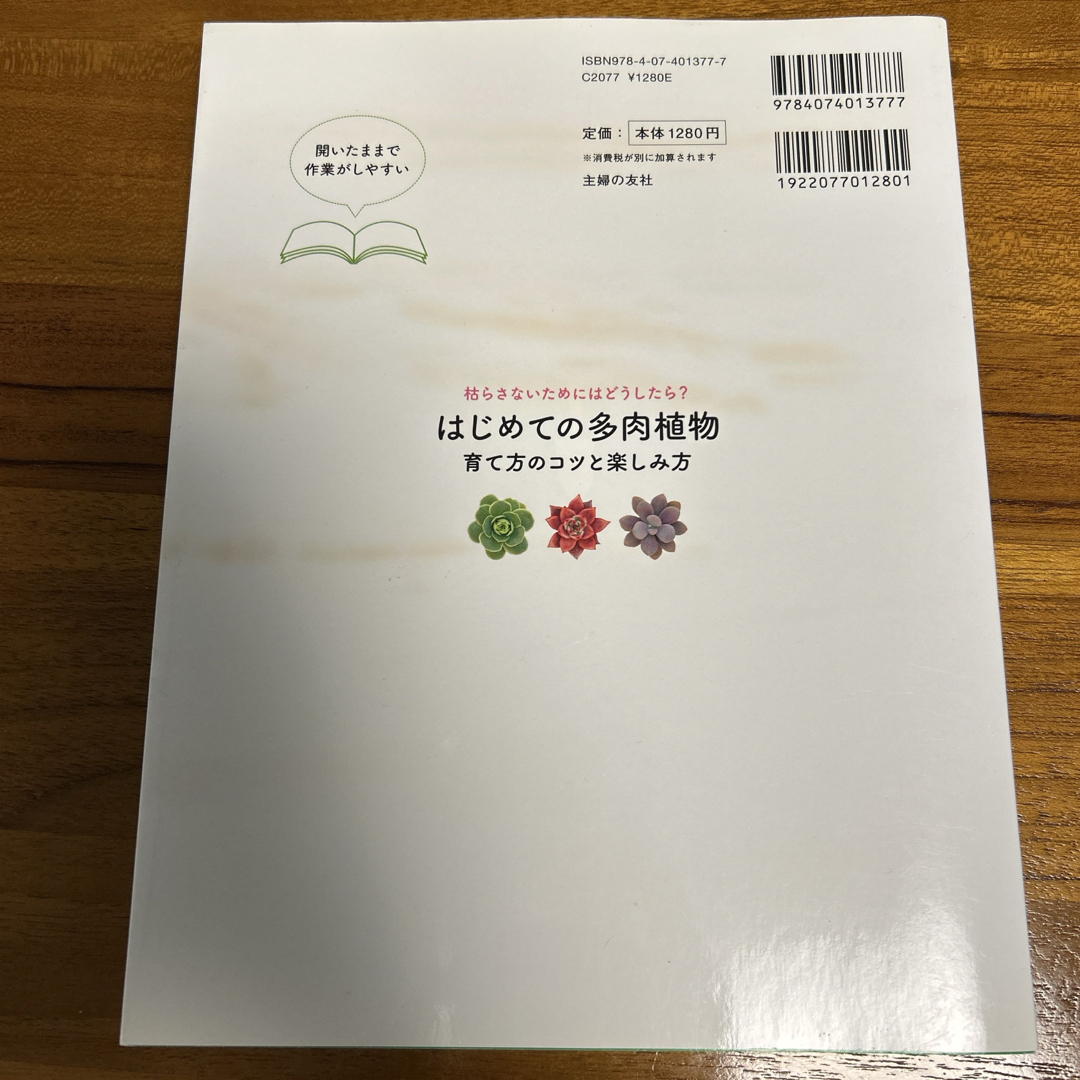 ISBN978-4-07-401377-7
C2077 ¥1280E
9784074013777
定価： 本体1280円
※消費税が別に加算されます
主婦の友社
1922077012801
開いたままで
作業がしやすい
枯らさないためにはどうしたら？
はじめての多肉植物
育て方のコツと楽しみ方